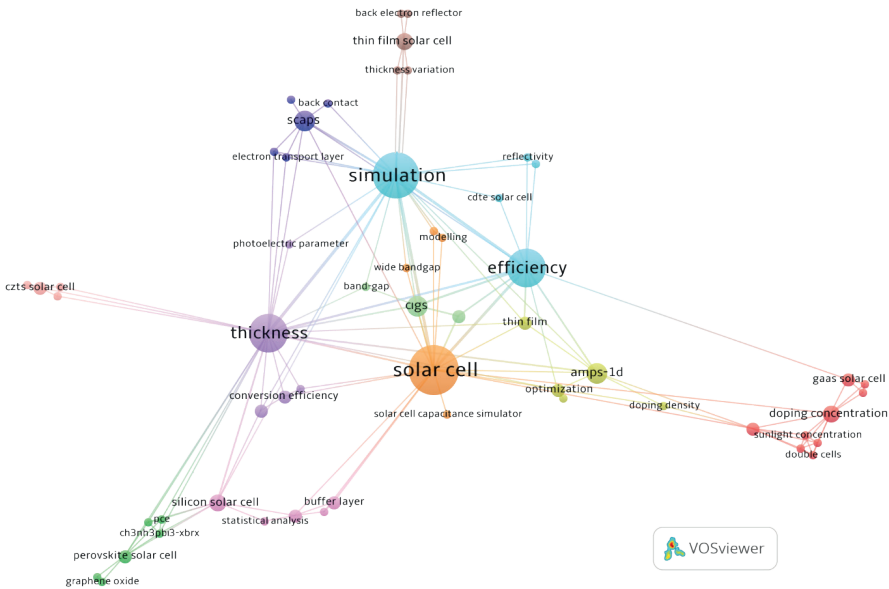 back electron reflector
thin film solar cell
thickness variation
back contact
scaps
electron transport layer
reflectivity
simulation
cdte solar cell
photoelectric parameter
modelling
wide bandgap
efficiency
czts solar cell
band-gap
cigs
thin film
thickness
solar cell
amps-1d
gaas solar cell
optimization
conversion efficiency
doping density
doping concentration
solar cell capacitance simulator
sunlight concentration
double cells
silicon solar cell
buffer layer
pce
statistical analysis
ch3nh3pbi3-xbrx
perovskite solar cell
graphene oxide
VOSviewer